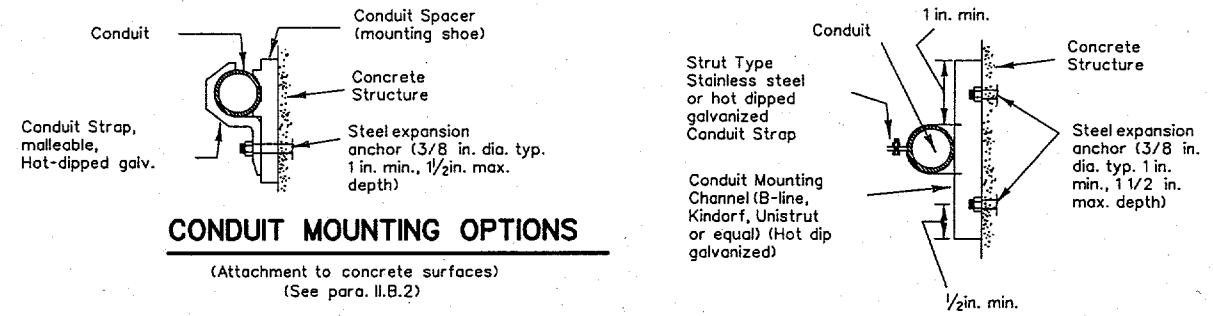 Conduit
Conduit Spacer
(mounting shoe)
Concrete
Structure
Conduit Strap,
malleable,
Hot-dipped galv.
Steel expansion
anchor (3/8 in. dia. typ.
1 in. min., 1 1/2 in. max.
depth)
CONDUIT MOUNTING OPTIONS
(Attachment to concrete surfaces)
(See para. II.B.2)
1 in. min.
Conduit
Concrete
Structure
Strut Type
Stainless steel
or hot dipped
galvanized
Conduit Strap
Steel expansion
anchor (3/8 in.
dia. typ. 1 in.
min., 1 1/2 in.
max. depth)
Conduit Mounting
Channel (B-line,
Kindorf, Unistrut
or equal) (Hot dip
galvanized)
1/2 in. min.